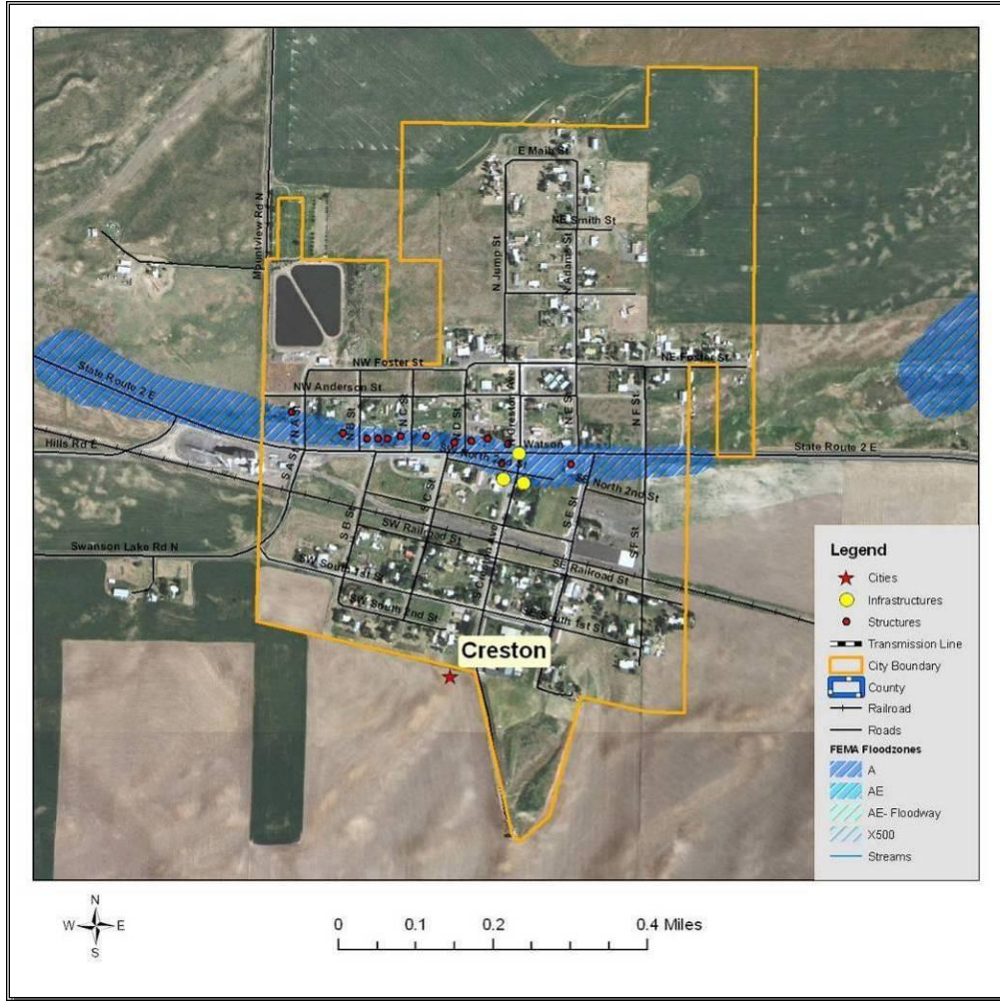 E Main St
Mountview Rd N
NE Smith St
N Jump St
N Adams St
NW Foster St
NE Foster St
State Route 2 E
NW Anderson St
N B St
N C St
N E St
N F St
Hills Rd E
Watson
State Route 2 E
SW North 2nd St
SE North 2nd St
S C St
S E St
S B St
SW Railroad St
S F St
Swanson Lake Rd N
SW South 1st St
SE Railroad St
SW South 2nd St
SE South 1st St
Creston
Legend
Cities
Infrastructures
Structures
Transmission Line
City Boundary
County
Railroad
Roads
FEMA Floodzones
A
AE
AE- Floodway
X500
Streams
N
W E
S
0 0.1 0.2 0.4 Miles